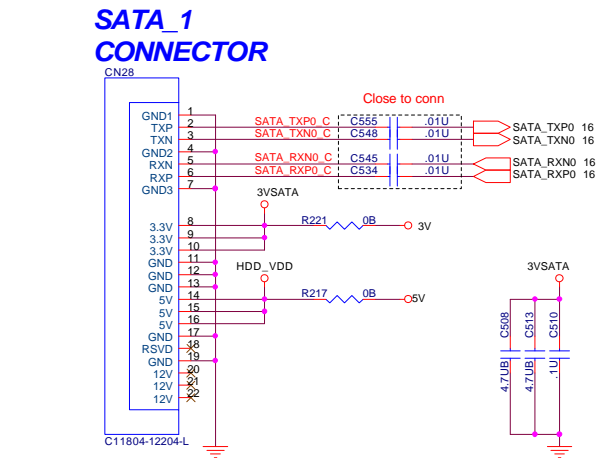 SATA_1
CONNECTOR
CN28
Close to conn
GND1 1
TXP 2 SATA_TXP0_C C555 .01U SATA_TXP0 16
TXN 3 SATA_TXN0_C C548 .01U SATA_TXN0 16
GND2 4
RXN 5 SATA_RXN0_C C545 .01U SATA_RXN0 16
RXP 6 SATA_RXP0_C C534 .01U SATA_RXP0 16
GND3 7
3VSATA
3.3V 8 R221 0B 3V
3.3V 9
3.3V 10
GND 11
GND 12 HDD_VDD 3VSATA
GND 13
5V 14 R217 0B 5V
5V 15
5V 16
GND 17
RSVD 18
GND 19
12V 20
12V 21
12V 22
C508 C513 C510
4.7UB 4.7UB .1U
C11804-12204-L